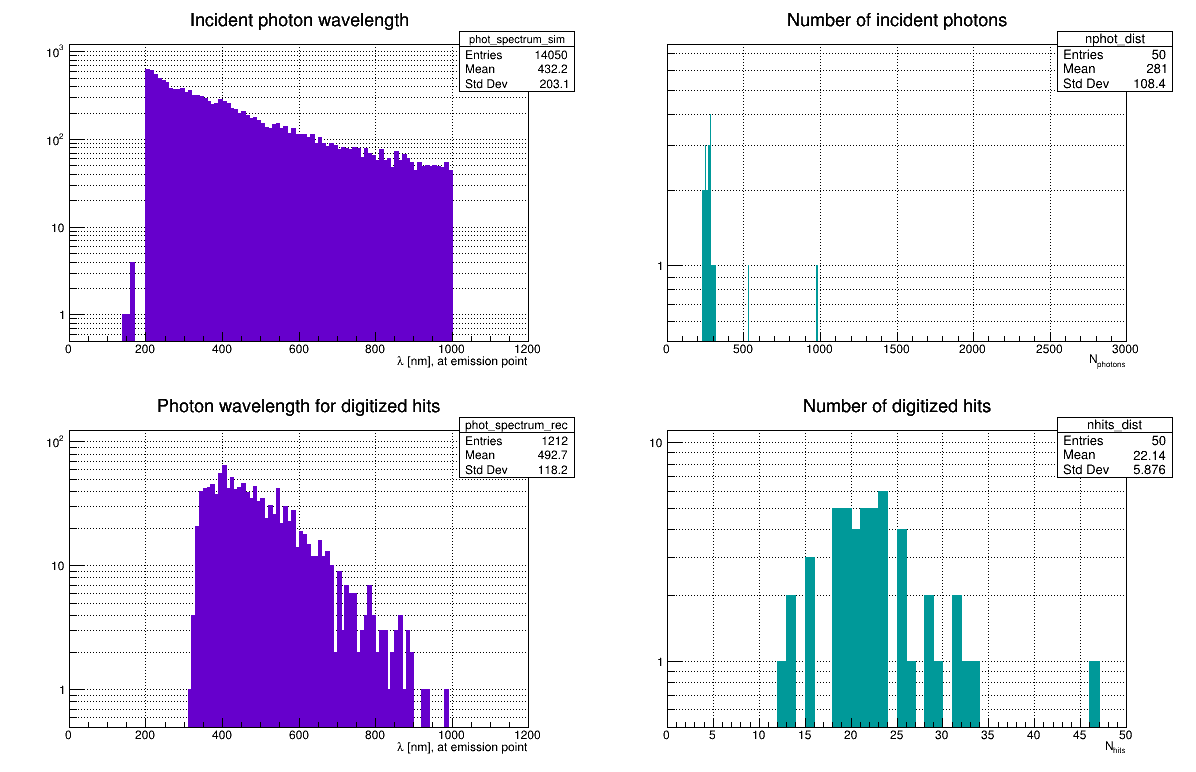 Incident photon wavelength
phot_spectrum_sim
Entries 14050
Mean 432.2
Std Dev 203.1
10³
10²
10
1
0 200 400 600 800 1000 1200
λ [nm], at emission point
Number of incident photons
nphot_dist
Entries 50
Mean 281
Std Dev 108.4
1
0 500 1000 1500 2000 2500 3000
Nphotons
Photon wavelength for digitized hits
phot_spectrum_rec
Entries 1212
Mean 492.7
Std Dev 118.2
10²
10
1
0 200 400 600 800 1000 1200
λ [nm], at emission point
Number of digitized hits
nhits_dist
Entries 50
Mean 22.14
Std Dev 5.876
10
1
0 5 10 15 20 25 30 35 40 45 50
Nhits